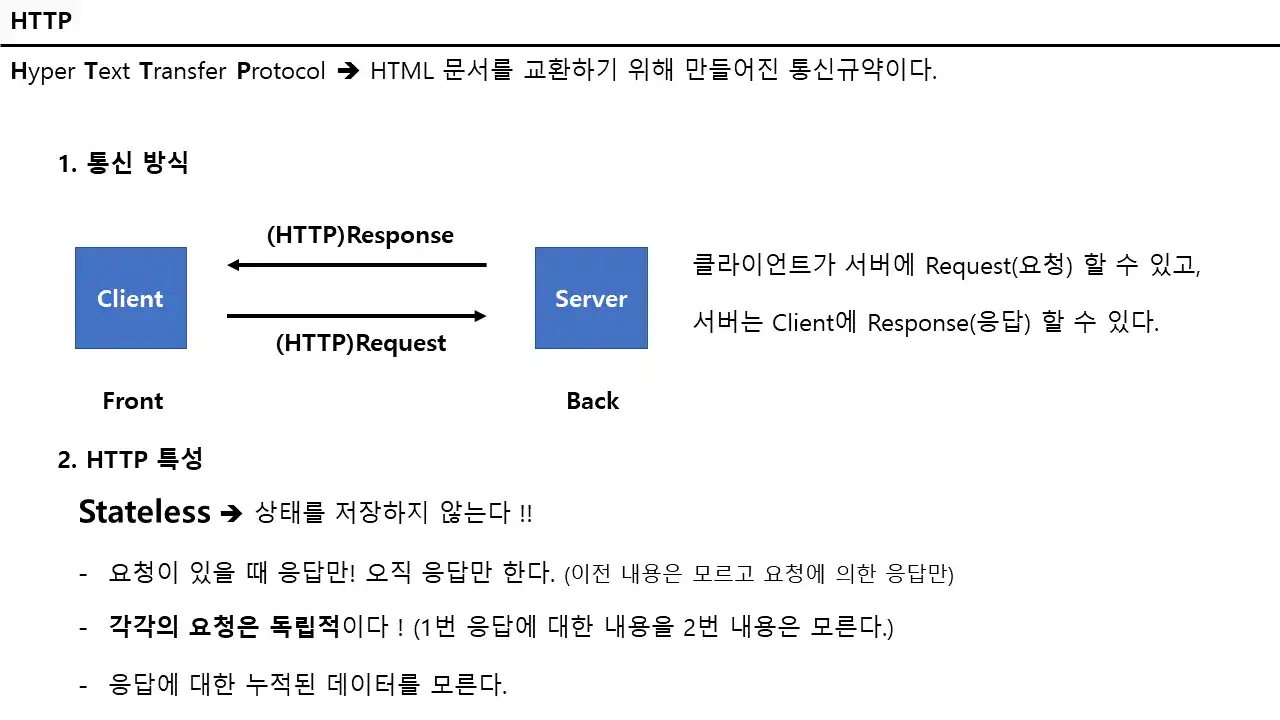 HTTP
Hyper Text Transfer Protocol ➔ HTML 문서를 교환하기 위해 만들어진 통신규약이다.
1. 통신 방식
(HTTP)Response
Client
Server
(HTTP)Request
Front
Back
클라이언트가 서버에 Request(요청) 할 수 있고,
서버는 Client에 Response(응답) 할 수 있다.
2. HTTP 특성
Stateless ➔ 상태를 저장하지 않는다 !!
- 요청이 있을 때 응답만! 오직 응답만 한다. (이전 내용은 모르고 요청에 의한 응답만)
- 각각의 요청은 독립적이다 ! (1번 응답에 대한 내용을 2번 내용은 모른다.)
- 응답에 대한 누적된 데이터를 모른다.